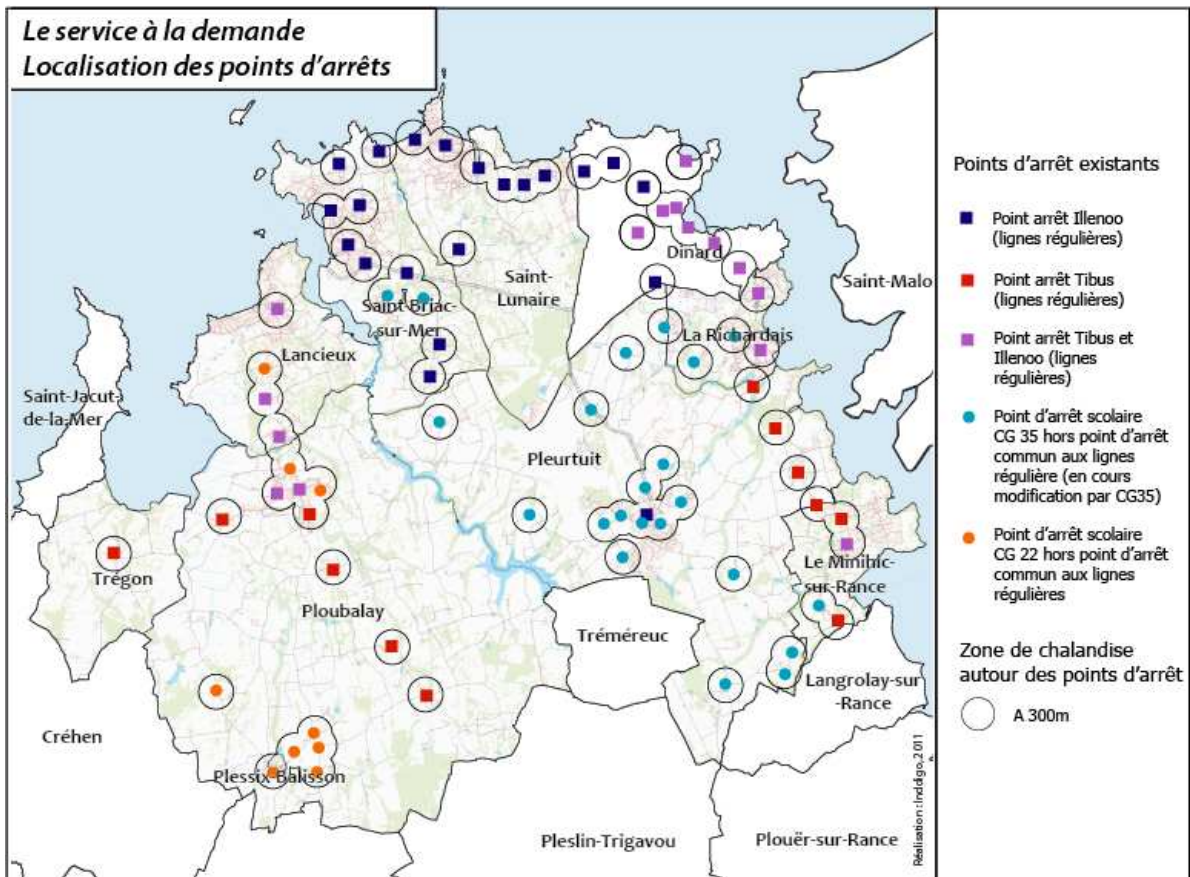 Le service à la demande
Localisation des points d'arrêts
Saint-Malo
Dinard
Saint-
Lunaire
Saint Briac-
sur-Mer
La Richardais
Lancieux
Saint-Jacut-
de-la-Mer
Pleurtuit
Trégon
Le Minihic-
sur-Rance
Ploubalay
Tréméreuc
Langrolay-sur
-Rance
Créhen
Plessix Balisson
Pleslin-Trigavou
Plouër-sur-Rance
Réalisation : Inddigo, 2011
Points d'arrêt existants
Point arrêt Illenoo
(lignes régulières)
Point arrêt Tibus
(lignes régulières)
Point arrêt Tibus et
Illenoo (lignes
régulières)
Point d'arrêt scolaire
CG 35 hors point d'arrêt
commun aux lignes
régulière (en cours
modification par CG35)
Point d'arrêt scolaire
CG 22 hors point d'arrêt
commun aux lignes
régulières
Zone de chalandise
autour des points d'arrêt
A 300m